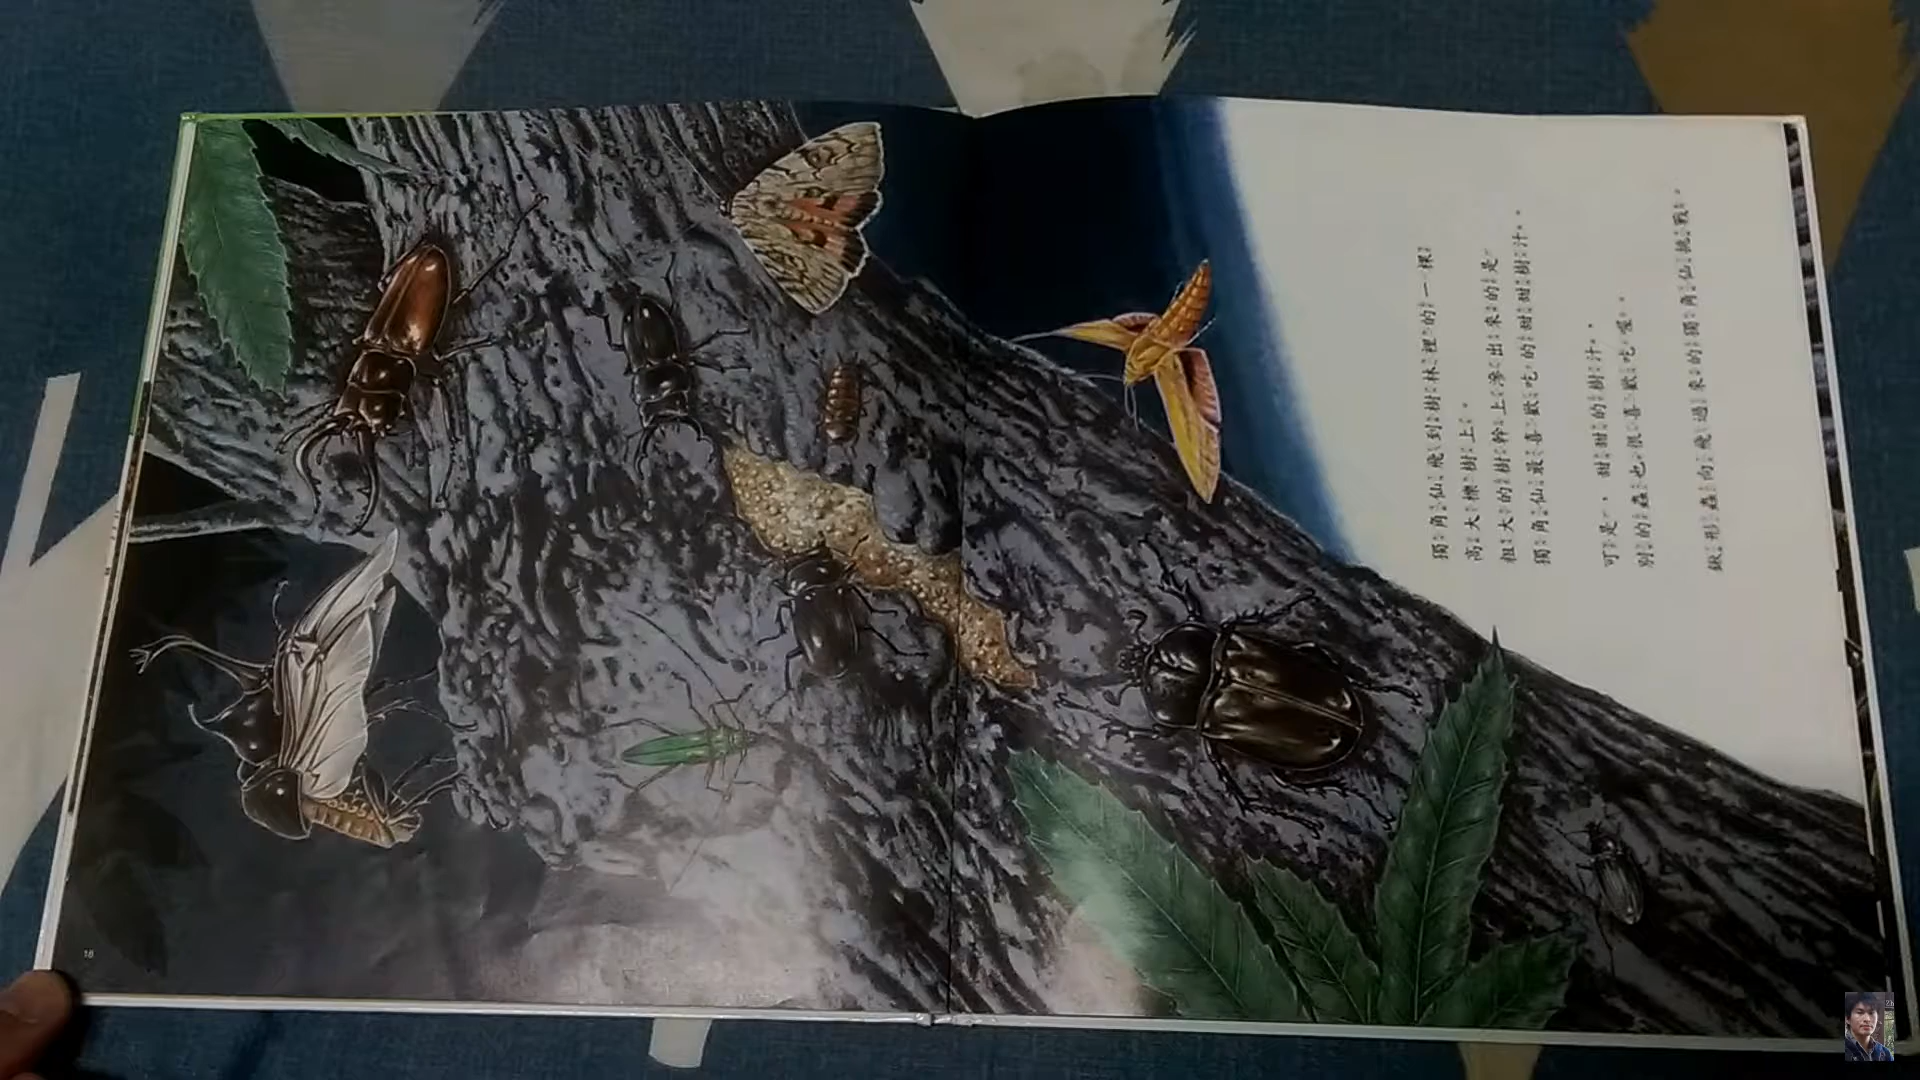 獨角仙飛到樹林裡的一棵
高大櫟樹上。
粗大的樹幹上滲出來的是
獨角仙最喜歡吃的甜甜樹汁。
可是，甜甜的樹汁。
別的蟲也很喜歡吃喔。
鍬形蟲向飛過來的獨角仙挑戰。
18